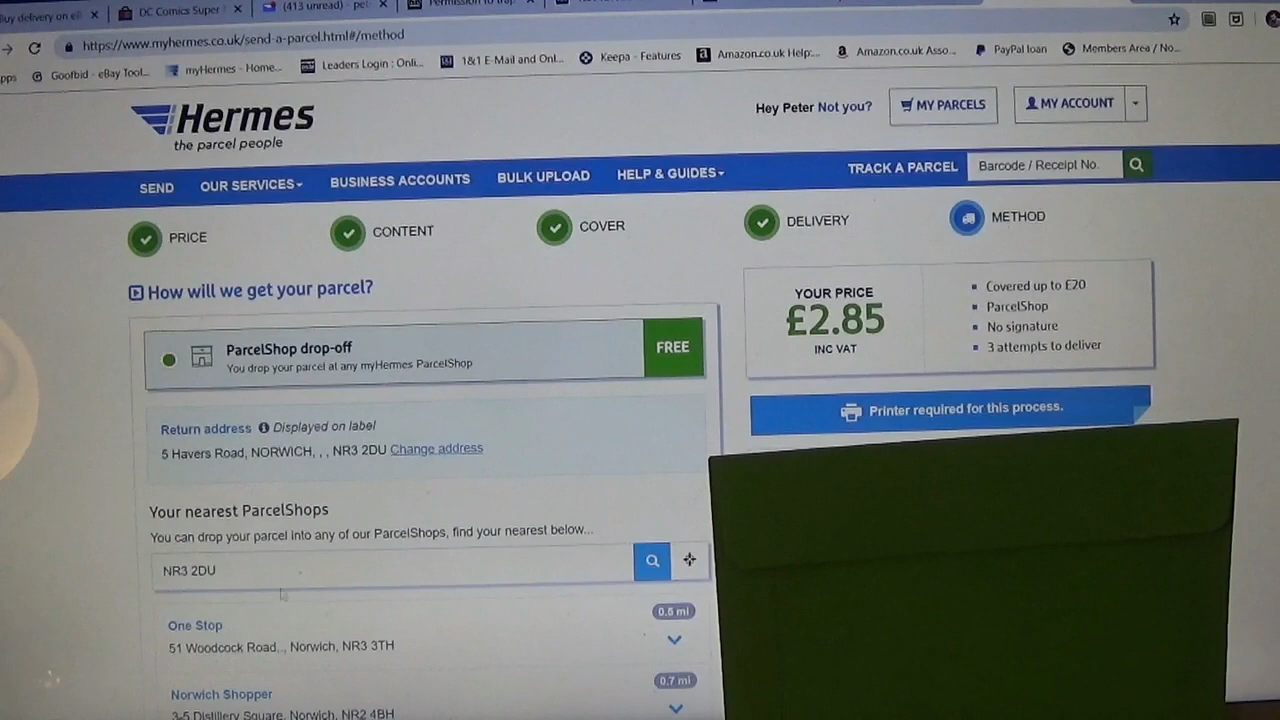 Buy delivery on e
DC Comics Super
(413 unread) - pet
https://www.myhermes.co.uk/send-a-parcel.html#/method
pps
Goofbid - eBay Tool...
myHermes - Home...
Leaders Login : Onli...
1&1 E-Mail and Onl...
Keepa - Features
Amazon.co.uk Help:...
Amazon.co.uk Asso...
PayPal loan
Members Area / No...
Hermes
the parcel people
Hey Peter Not you?
MY PARCELS
MY ACCOUNT
SEND
OUR SERVICES
BUSINESS ACCOUNTS
BULK UPLOAD
HELP & GUIDES
TRACK A PARCEL
Barcode / Receipt No.
PRICE
CONTENT
COVER
DELIVERY
METHOD
How will we get your parcel?
ParcelShop drop-off
You drop your parcel at any myHermes ParcelShop
FREE
YOUR PRICE
£2.85
INC VAT
Covered up to £20
ParcelShop
No signature
3 attempts to deliver
Printer required for this process.
Return address Displayed on label
5 Havers Road, NORWICH, , , NR3 2DU Change address
Your nearest ParcelShops
You can drop your parcel into any of our ParcelShops, find your nearest below...
NR3 2DU
One Stop
0.6 mi
51 Woodcock Road,., Norwich, NR3 3TH
Norwich Shopper
0.7 mi
3-5 Distillery Square, Norwich, NR2 4BH